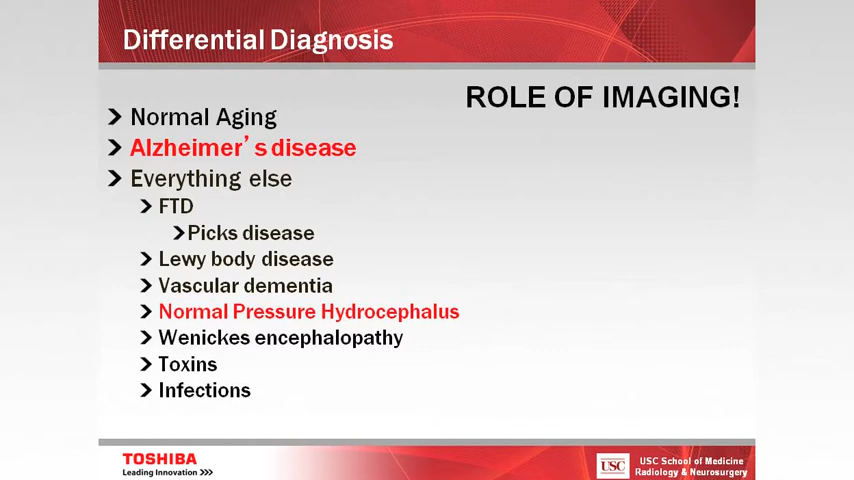 Differential Diagnosis
ROLE OF IMAGING!
Normal Aging
Alzheimer’s disease
Everything else
FTD
Picks disease
Lewy body disease
Vascular dementia
Normal Pressure Hydrocephalus
Wenickes encephalopathy
Toxins
Infections
TOSHIBA
Leading Innovation >>>
USC
USC School of Medicine
Radiology & Neurosurgery